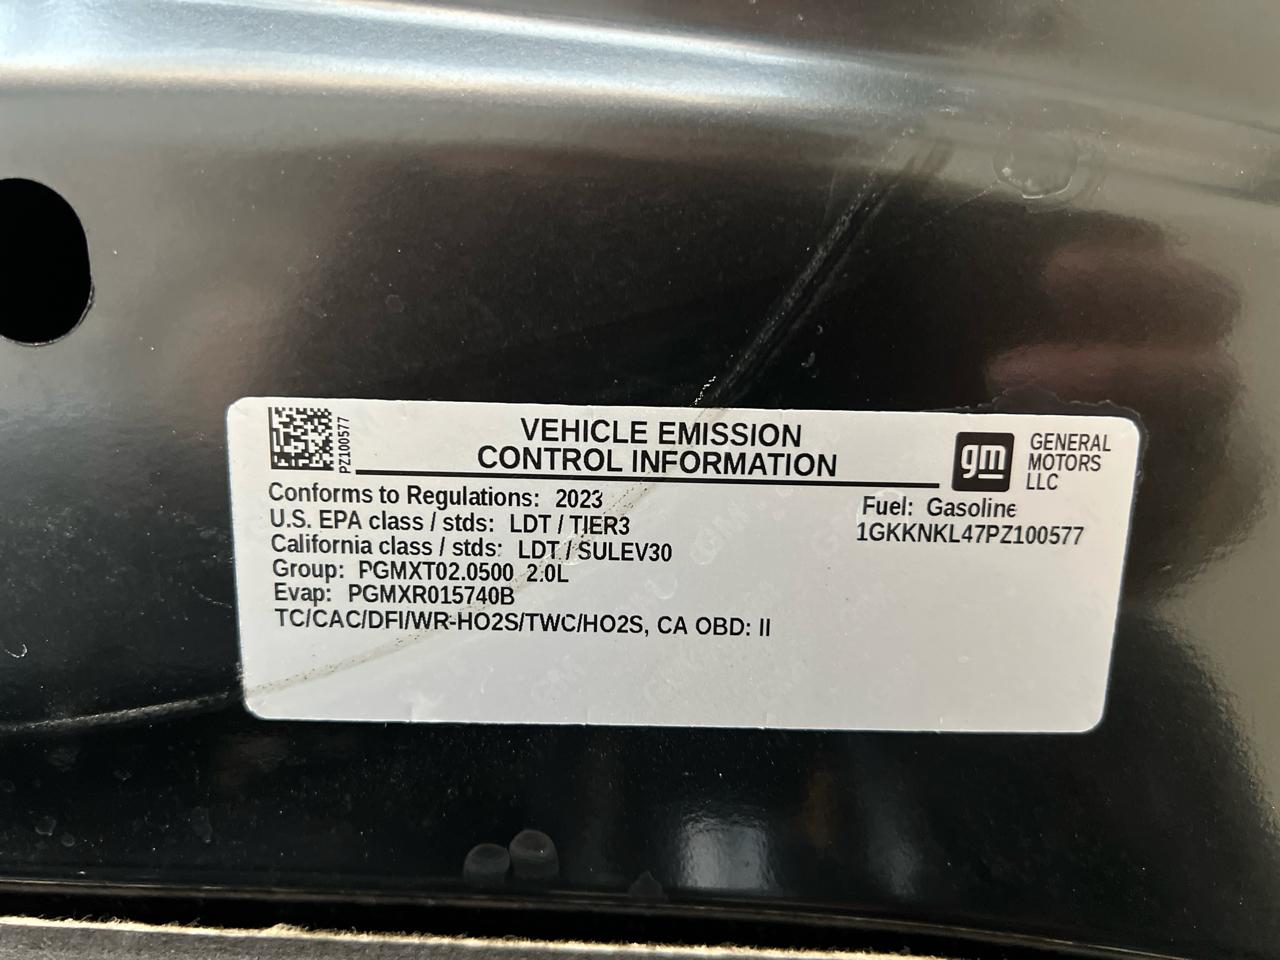 PZ100577
VEHICLE EMISSION
CONTROL INFORMATION
gm
GENERAL
MOTORS
LLC
Conforms to Regulations: 2023
U.S. EPA class / stds: LDT / TIER3
California class / stds: LDT / SULEV30
Group: PGMXT02.0500 2.0L
Evap: PGMXR015740B
TC/CAC/DFI/WR-HO2S/TWC/HO2S, CA OBD: II
Fuel: Gasoline
1GKKNKL47PZ100577